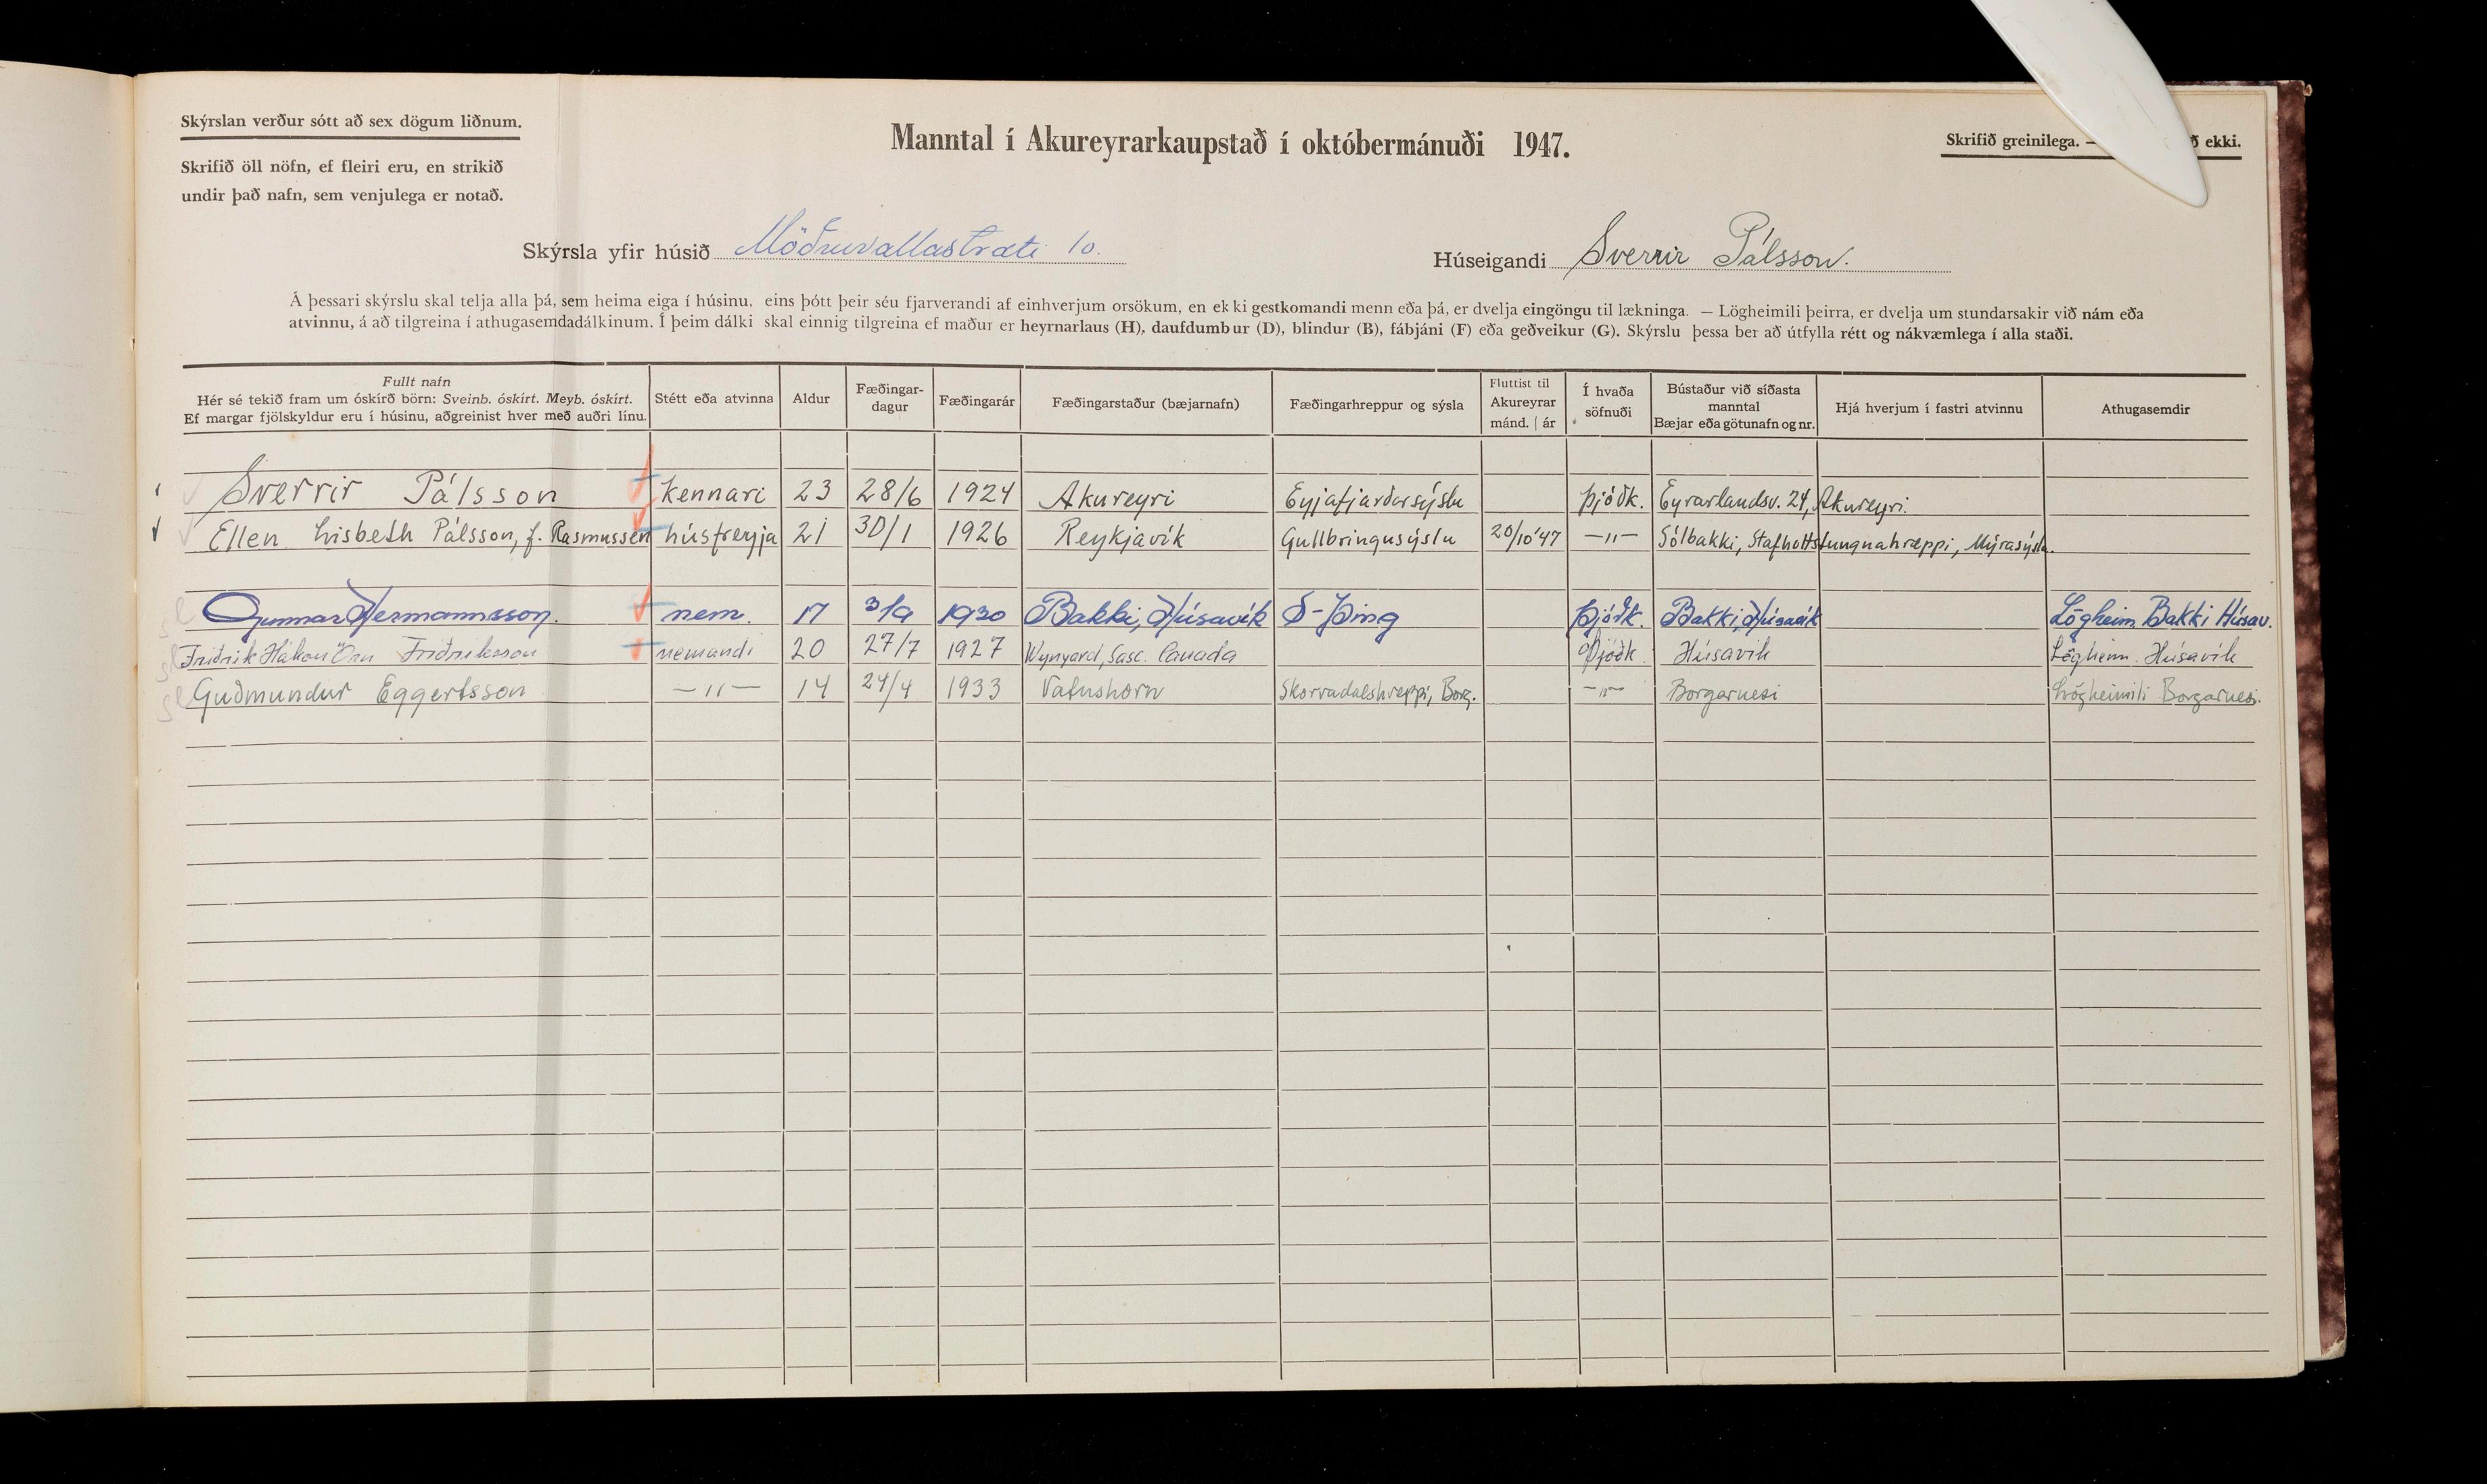 Skýrslan verður sótt að sex dögum liðnum.
Skrifið öll nöfn, ef fleiri eru, en strikið
undir það nafn, sem venjulega er notað.
Manntal í Akureyrarkaupstað í októbermánuði 1947.
Skrifið greinilega. — ð ekki.
Skýrsla yfir húsið Möðruvallastræti 10.
Húseigandi Sverrir Pálsson.
Á þessari skýrslu skal telja alla þá, sem heima eiga í húsinu, eins þótt þeir séu fjarverandi af einhverjum orsökum, en ekki gestkomandi menn eða þá, er dvelja eingöngu til lækninga. — Lögheimili þeirra, er dvelja um stundarsakir við nám eða
atvinnu, á að tilgreina í athugasemdadálkinum. Í þeim dálki skal einnig tilgreina ef maður er heyrnarlaus (H), daufdumbur (D), blindur (B), fábjáni (F) eða geðveikur (G). Skýrslu þessa ber að útfylla rétt og nákvæmlega í alla staði.
Fullt nafn
Hér sé tekið fram um óskírð börn: Sveinb. óskírt. Meyb. óskírt.
Ef margar fjölskyldur eru í húsinu, aðgreinist hver með auðri línu.
Stétt eða atvinna
Aldur
Fæðingar-
dagur
Fæðingarár
Fæðingarstaður (bæjarnafn)
Fæðingarhreppur og sýsla
Fluttist til
Akureyrar
mánd. | ár
Í hvaða
söfnuði
Bústaður við síðasta
manntal
Bæjar eða götunafn og nr.
Hjá hverjum í fastri atvinnu
Athugasemdir
Sverrir Pálsson kennari 23 28/6 1924 Akureyri Eyjafjarðarsýslu Þjóðk. Eyrarlandsv. 24, Akureyri.
Ellen Lisbeth Pálsson, f. Rasmussen húsfreyja 21 30/1 1926 Reykjavík Gullbringusýslu 20/10'47 —"— Sólbakki, Stafholtstungnahreppi, Mýrasýslu.
Gunnar Hermannsson. nem. 17 3/9 1930 Bakki, Húsavík S-Þing Þjóðk. Bakki, Húsavík Lögheim. Bakki Húsav.
Friðrik Hákon Örn Friðriksson nemandi 20 27/7 1927 Wynyard, Sasc. Canada Þjóðk. Húsavík Lögheim. Húsavík
Guðmundur Eggertsson —"— 14 24/4 1933 Vatnshorn Skorradalshreppi, Borg. —"— Borgarnesi Lögheimili Borgarnesi.